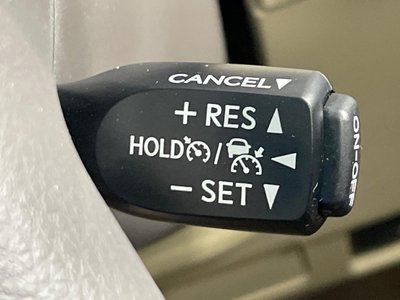 CANCEL▼
+ RES ▲
HOLD / ◀
− SET ▼
ON-OFF